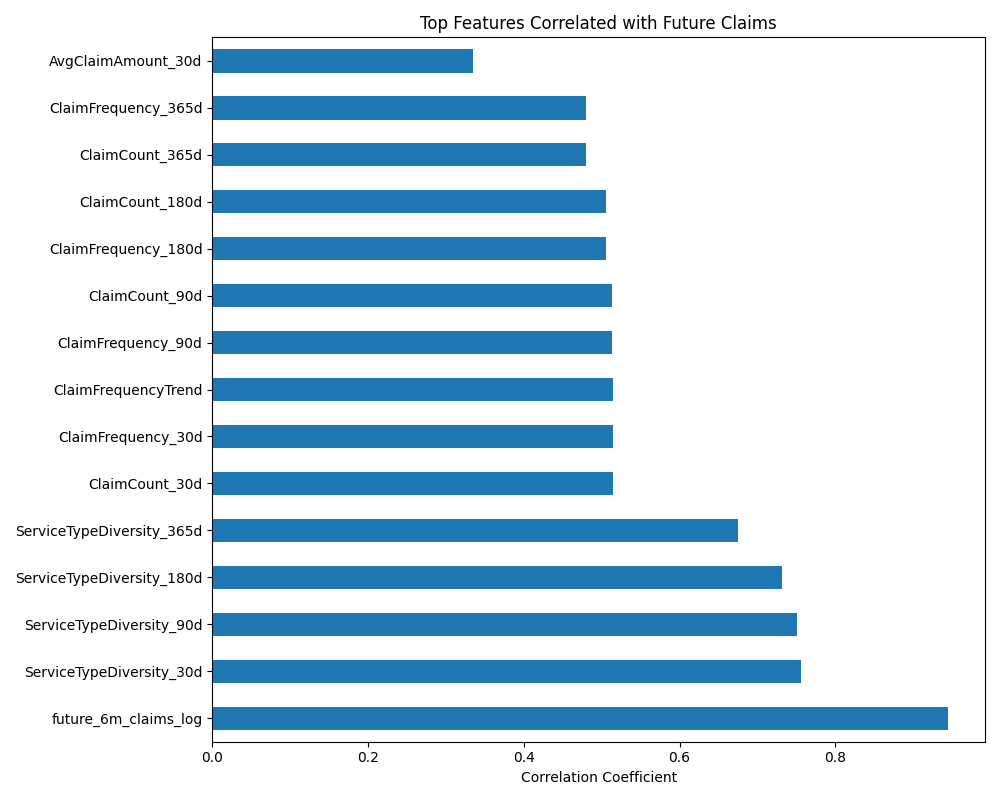 Top Features Correlated with Future Claims
AvgClaimAmount_30d
ClaimFrequency_365d
ClaimCount_365d
ClaimCount_180d
ClaimFrequency_180d
ClaimCount_90d
ClaimFrequency_90d
ClaimFrequencyTrend
ClaimFrequency_30d
ClaimCount_30d
ServiceTypeDiversity_365d
ServiceTypeDiversity_180d
ServiceTypeDiversity_90d
ServiceTypeDiversity_30d
future_6m_claims_log
0.0 0.2 0.4 0.6 0.8
Correlation Coefficient